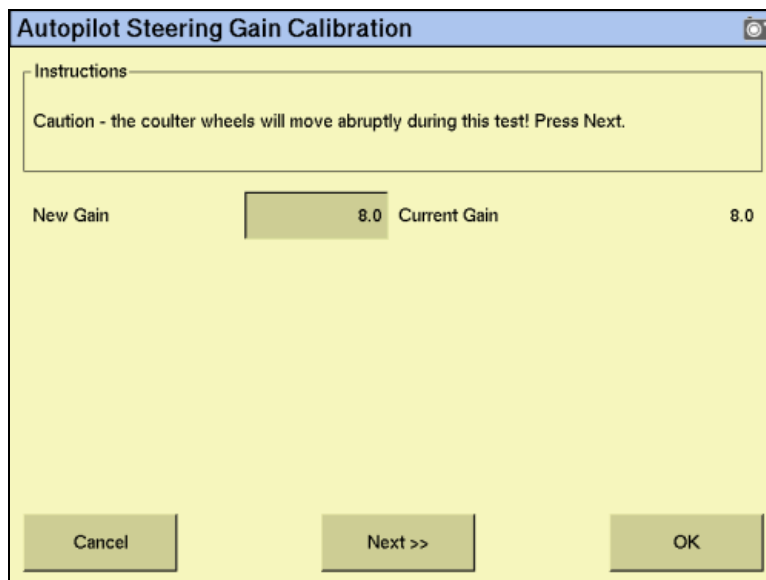 Autopilot Steering Gain Calibration
Instructions
Caution - the coulter wheels will move abruptly during this test! Press Next.
New Gain 8.0 Current Gain 8.0
Cancel Next >> OK